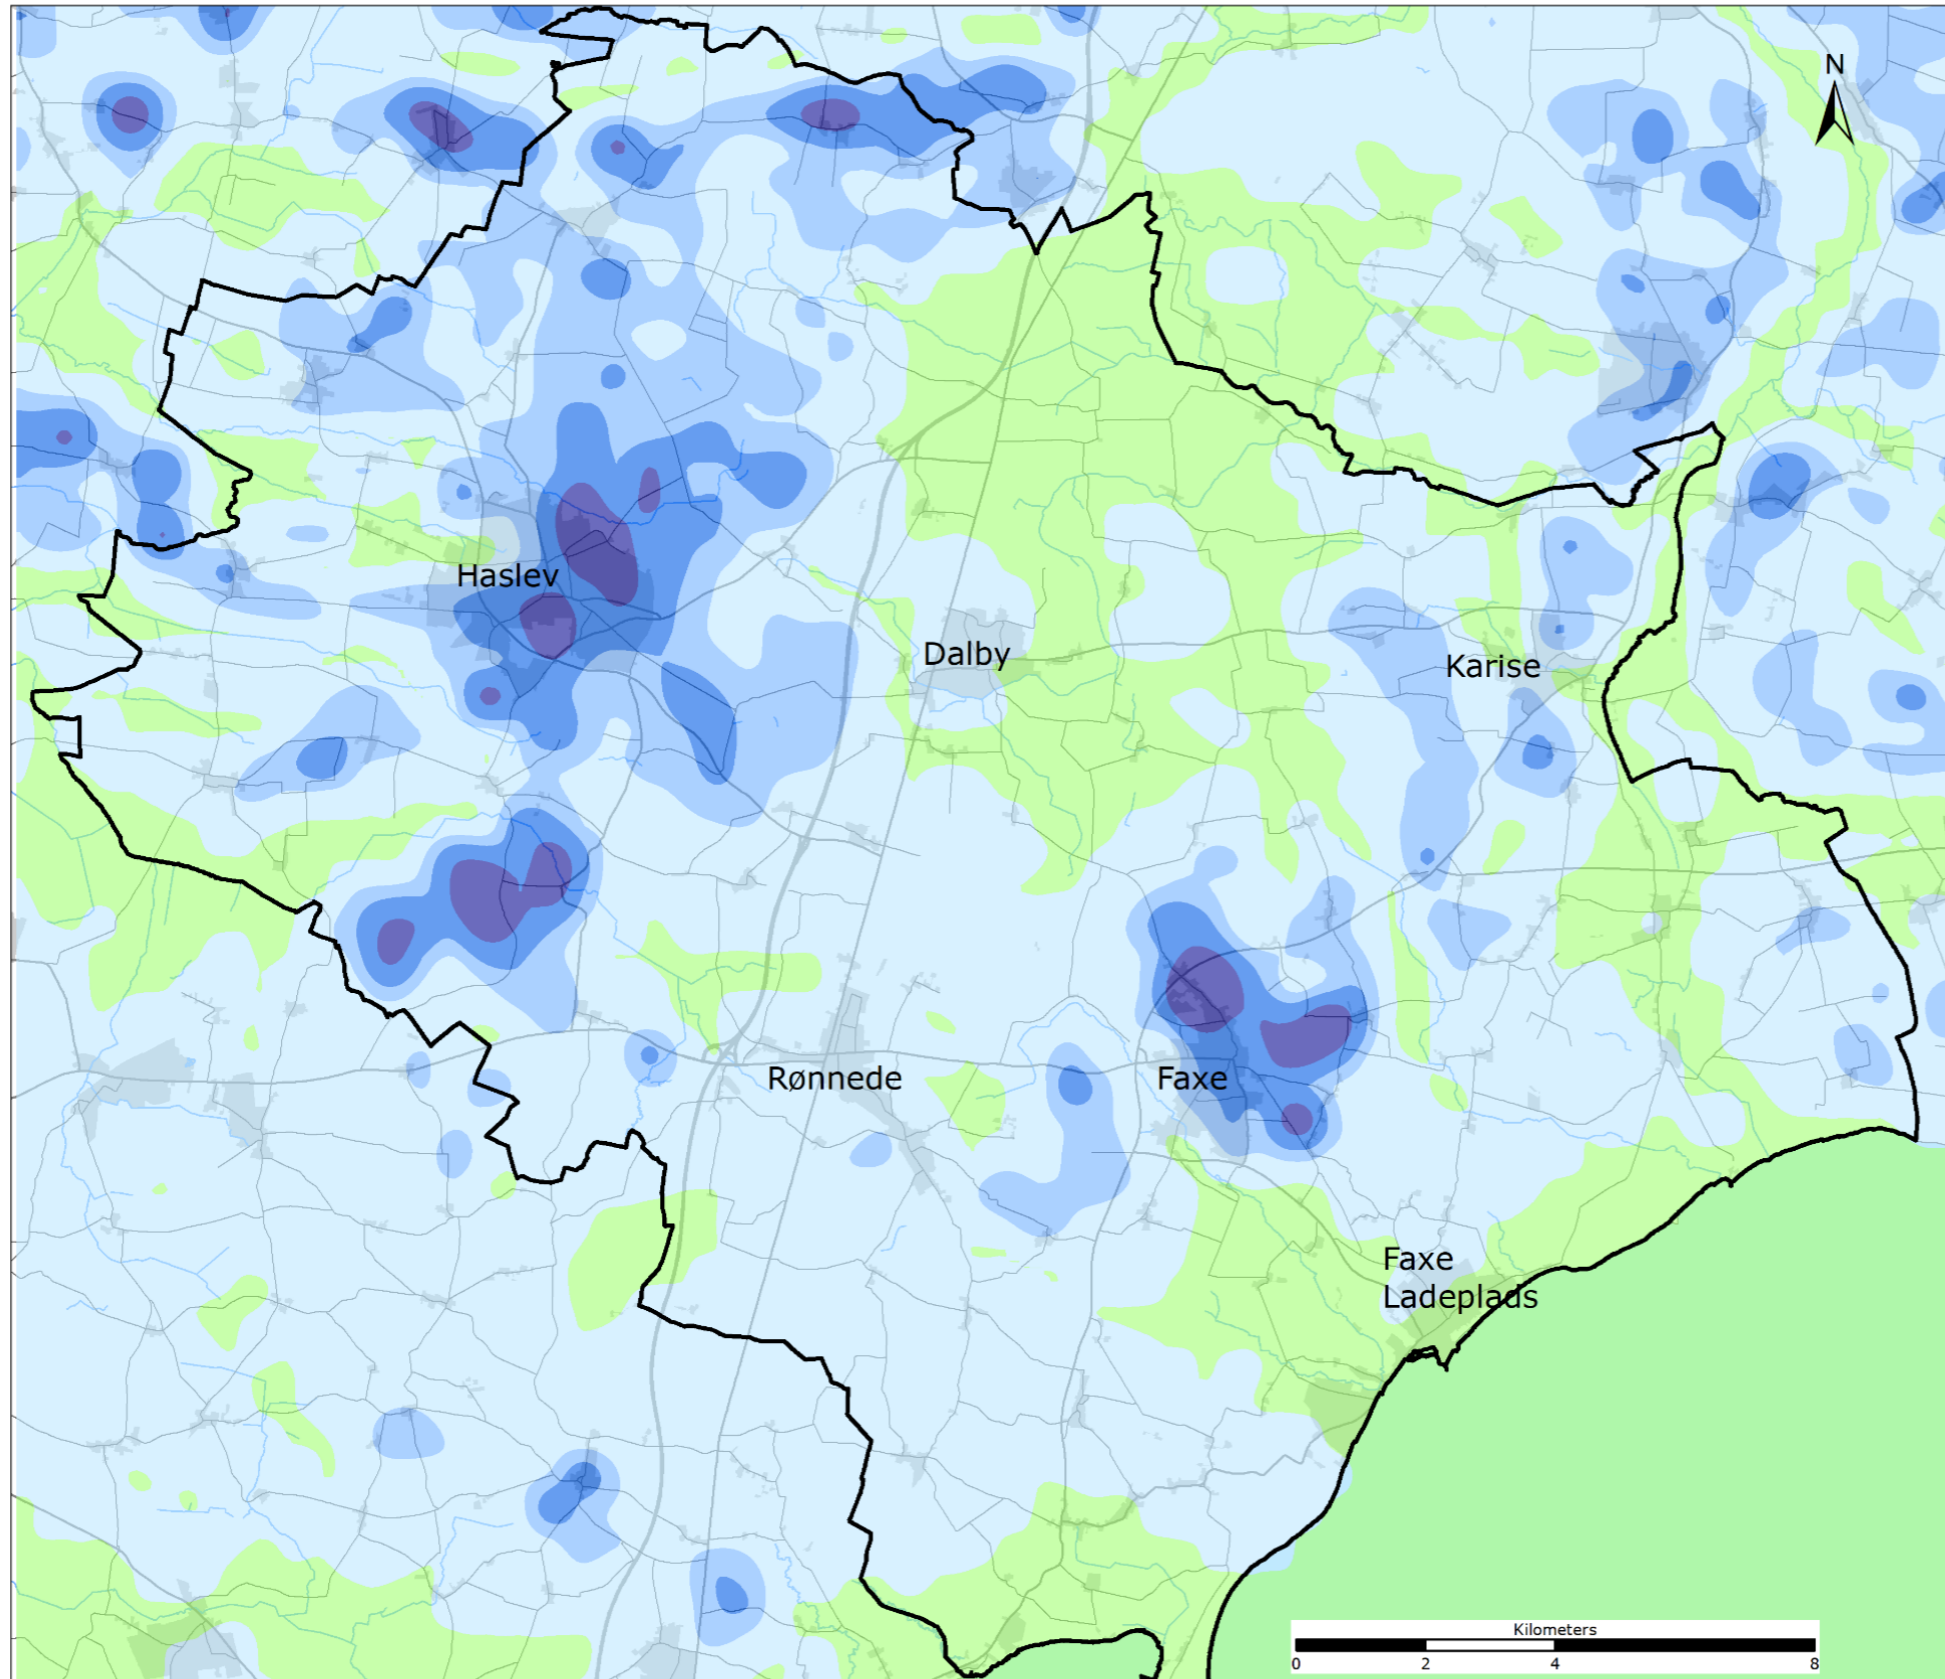 N
Haslev
Dalby
Karise
Rønnede
Faxe
Faxe
Ladeplads
Kilometers
0 2 4 8